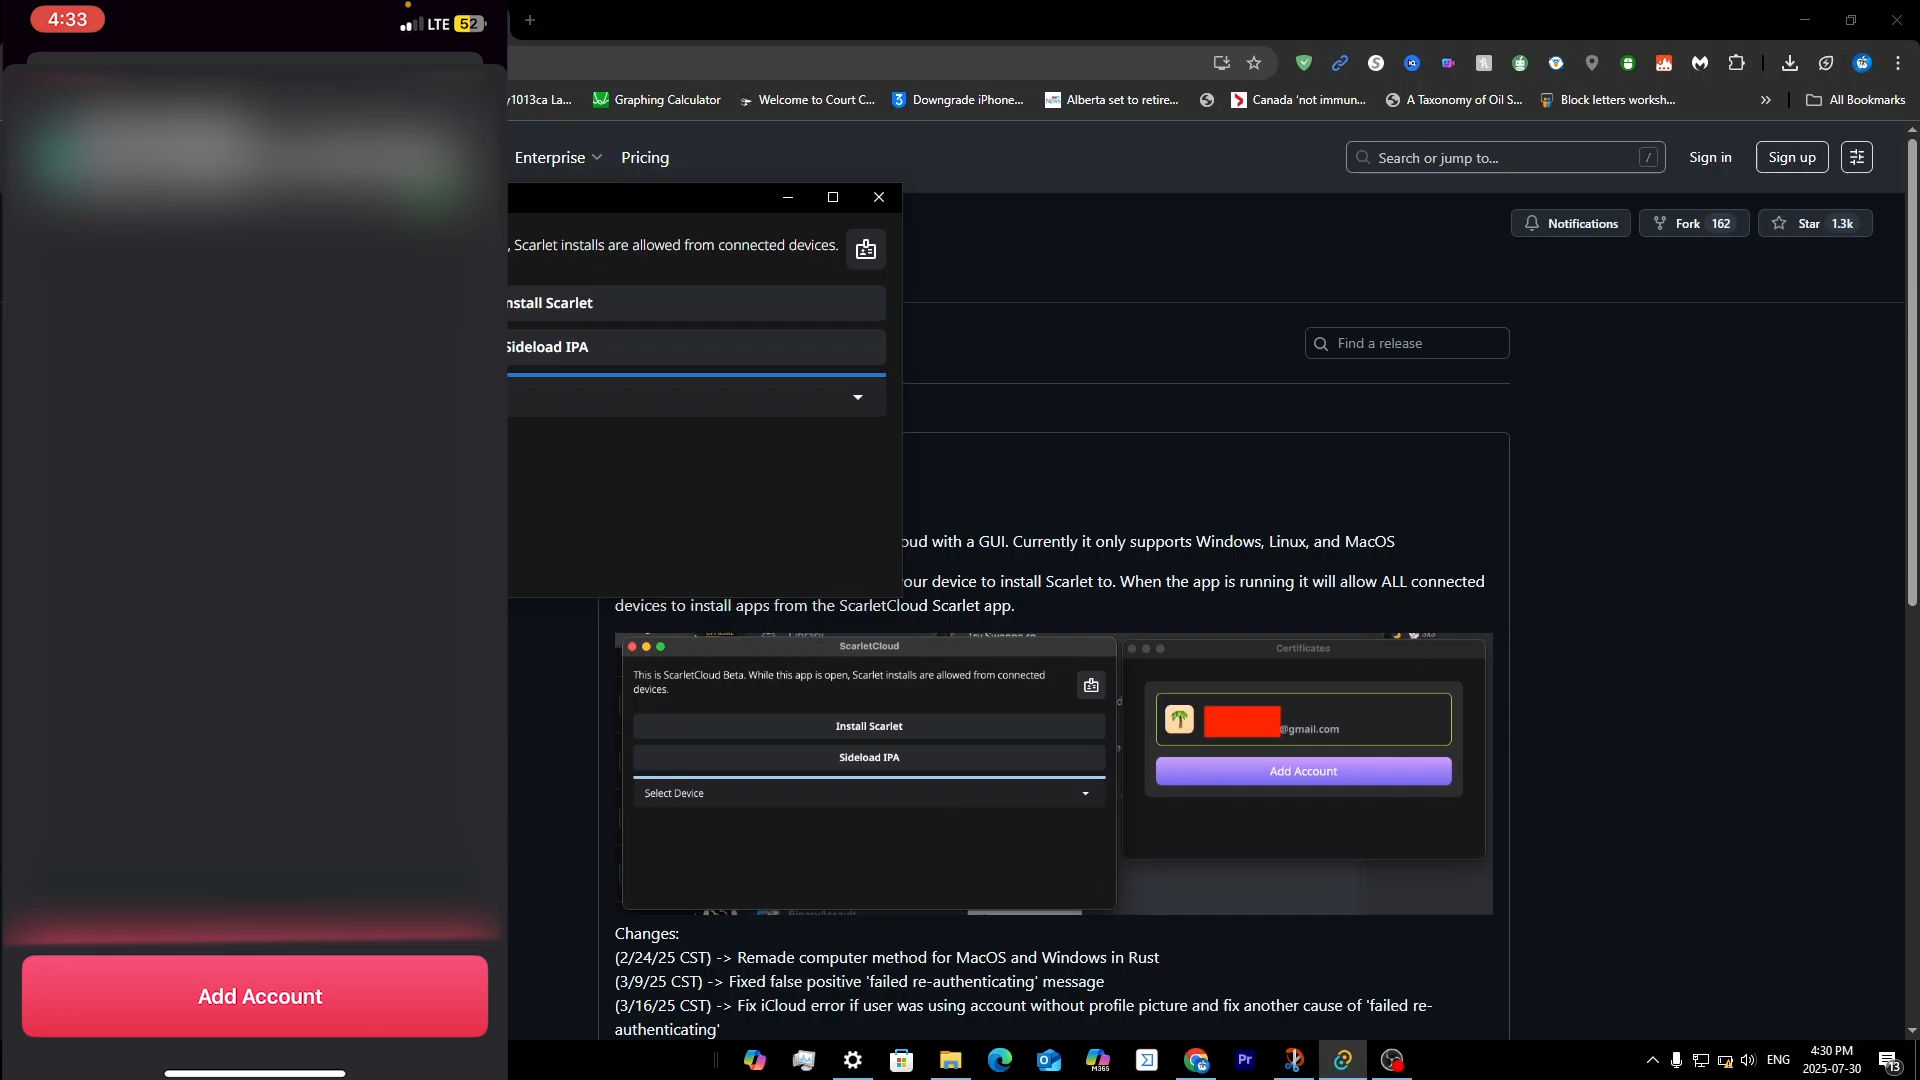 4:33
LTE 52
y1013ca La...
Graphing Calculator
Welcome to Court C...
Downgrade iPhone...
Alberta set to retire...
Canada 'not immun...
A Taxonomy of Oil S...
Block letters worksh...
All Bookmarks
Enterprise
Pricing
Search or jump to...
/
Sign in
Sign up
Notifications
Fork 162
Star 1.3k
, Scarlet installs are allowed from connected devices.
nstall Scarlet
Sideload IPA
Find a release
oud with a GUI. Currently it only supports Windows, Linux, and MacOS
our device to install Scarlet to. When the app is running it will allow ALL connected
devices to install apps from the ScarletCloud Scarlet app.
ScarletCloud
Certificates
This is ScarletCloud Beta. While this app is open, Scarlet installs are allowed from connected
devices.
Install Scarlet
Sideload IPA
Select Device
@gmail.com
Add Account
Changes:
(2/24/25 CST) -> Remade computer method for MacOS and Windows in Rust
(3/9/25 CST) -> Fixed false positive 'failed re-authenticating' message
(3/16/25 CST) -> Fix iCloud error if user was using account without profile picture and fix another cause of 'failed re-
authenticating'
Add Account
M365
Pr
ENG
4:30 PM
2025-07-30
13